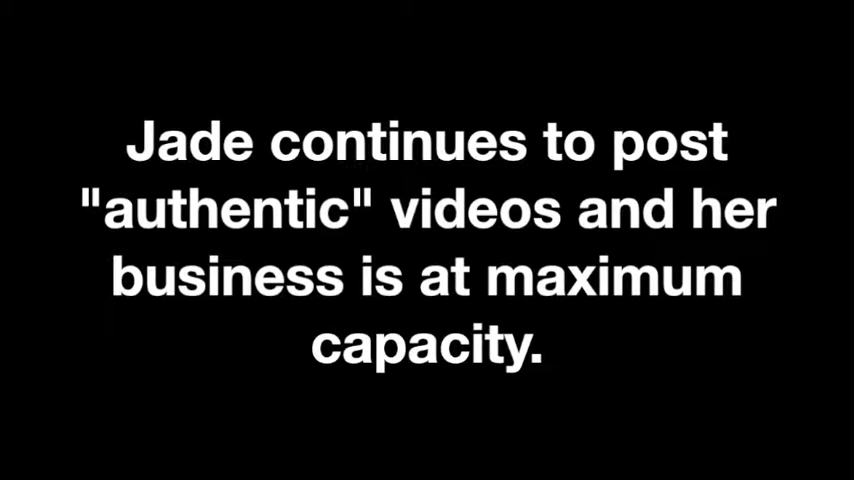 Jade continues to post
"authentic" videos and her
business is at maximum
capacity.